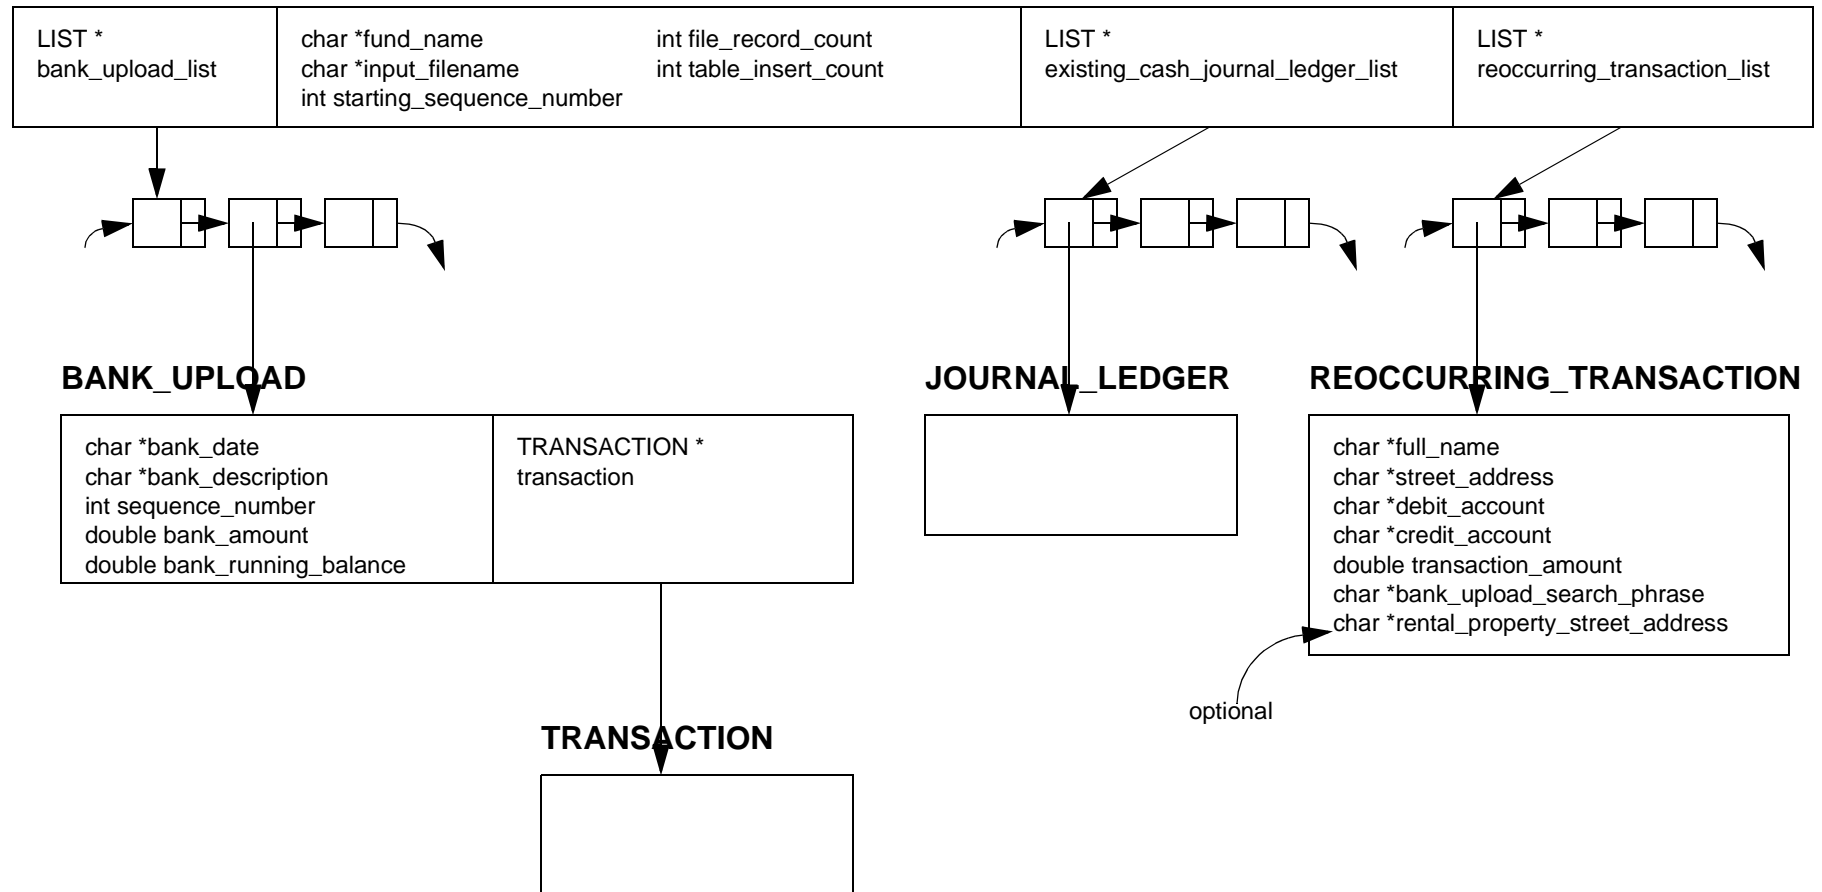 LIST *
bank_upload_list
char *fund_name
char *input_filename
int starting_sequence_number
int file_record_count
int table_insert_count
LIST *
existing_cash_journal_ledger_list
LIST *
reoccurring_transaction_list
BANK_UPLOAD
char *bank_date
char *bank_description
int sequence_number
double bank_amount
double bank_running_balance
TRANSACTION *
transaction
JOURNAL_LEDGER
REOCCURRING_TRANSACTION
char *full_name
char *street_address
char *debit_account
char *credit_account
double transaction_amount
char *bank_upload_search_phrase
char *rental_property_street_address
optional
TRANSACTION